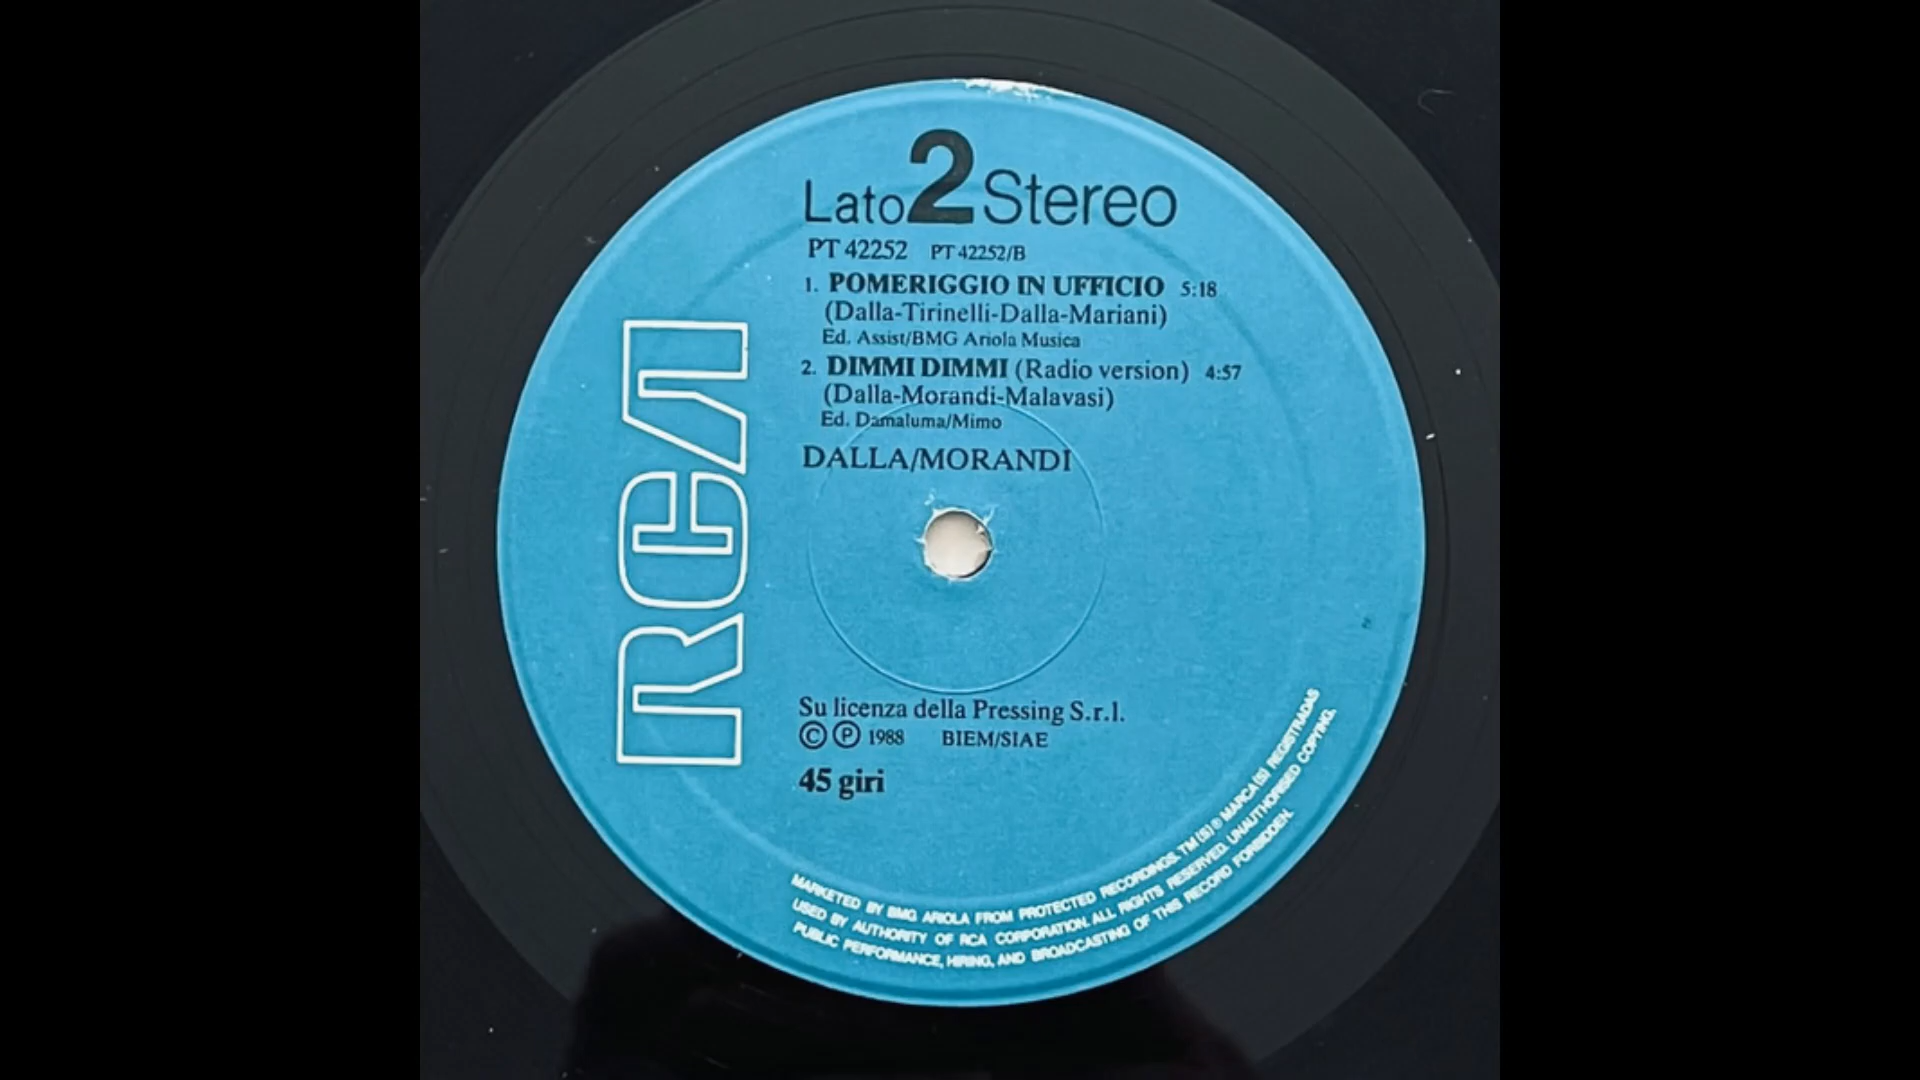 Lato 2 Stereo
PT 42252 PT 42252/B
1. POMERIGGIO IN UFFICIO 5:18
(Dalla-Tirinelli-Dalla-Mariani)
Ed. Assist/BMG Ariola Musica
2. DIMMI DIMMI (Radio version) 4:57
(Dalla-Morandi-Malavasi)
Ed. Damaluma/Mimo
DALLA/MORANDI
RCA
Su licenza della Pressing S.r.l.
© ℗ 1988 BIEM/SIAE
45 giri
MARKETED BY BMG ARIOLA FROM PROTECTED RECORDINGS. TM(S)® MARCA(S) REGISTRADAS
USED BY AUTHORITY OF RCA CORPORATION. ALL RIGHTS RESERVED. UNAUTHORISED COPYING,
PUBLIC PERFORMANCE, HIRING, AND BROADCASTING OF THIS RECORD FORBIDDEN.